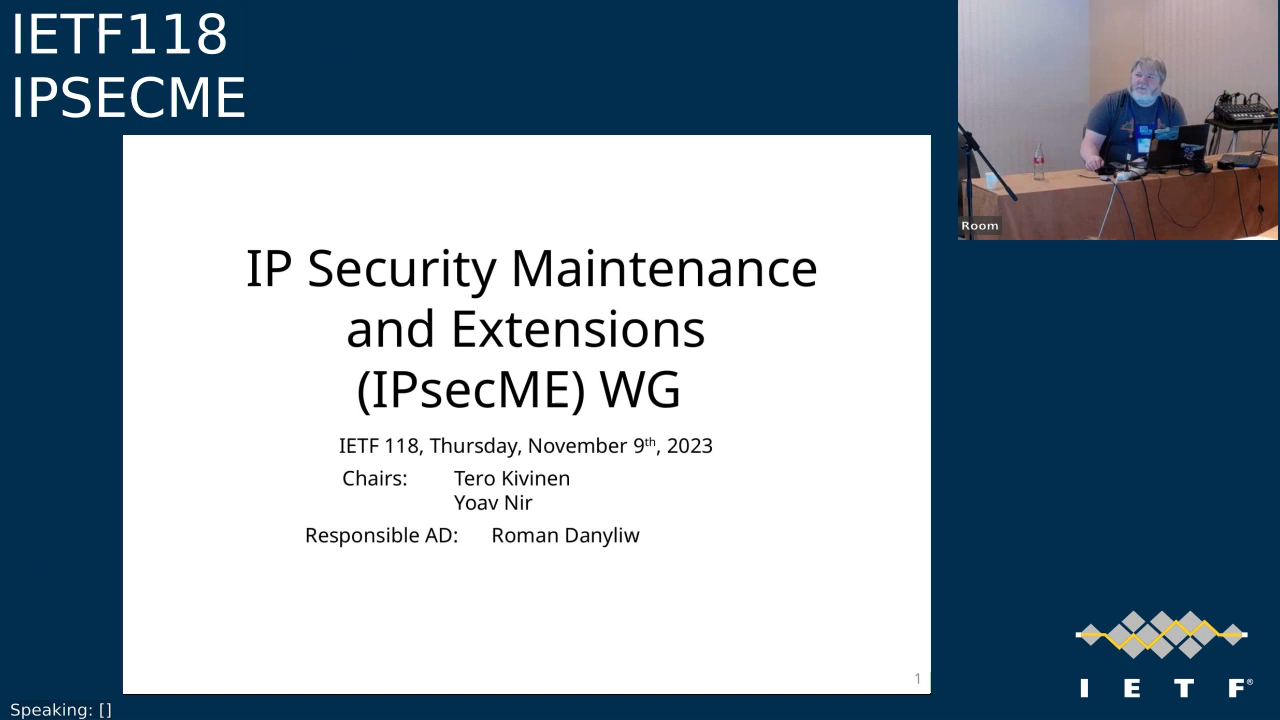 IETF118
IPSECME
Room
IP Security Maintenance
and Extensions
(IPsecME) WG
IETF 118, Thursday, November 9th, 2023
Chairs: Tero Kivinen
Yoav Nir
Responsible AD: Roman Danyliw
1
I E T F®
Speaking: []